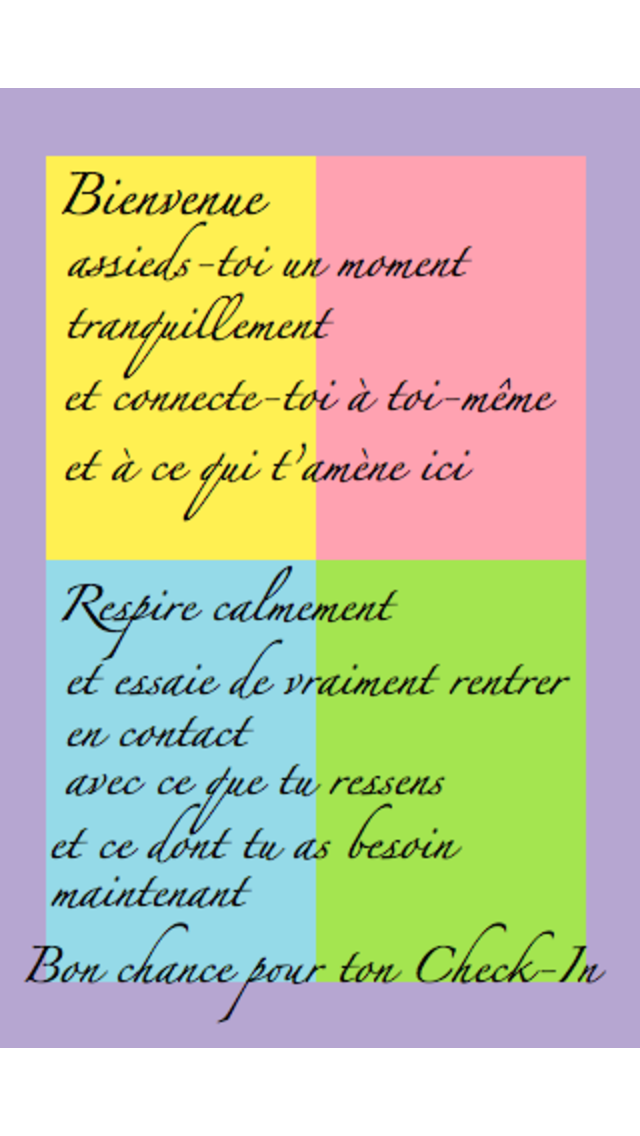 Bienvenue
assieds-toi un moment
tranquillement
et connecte-toi à toi-même
et à ce qui t'amène ici
Respire calmement
et essaie de vraiment rentrer
en contact
avec ce que tu ressens
et ce dont tu as besoin
maintenant
Bon chance pour ton Check-In